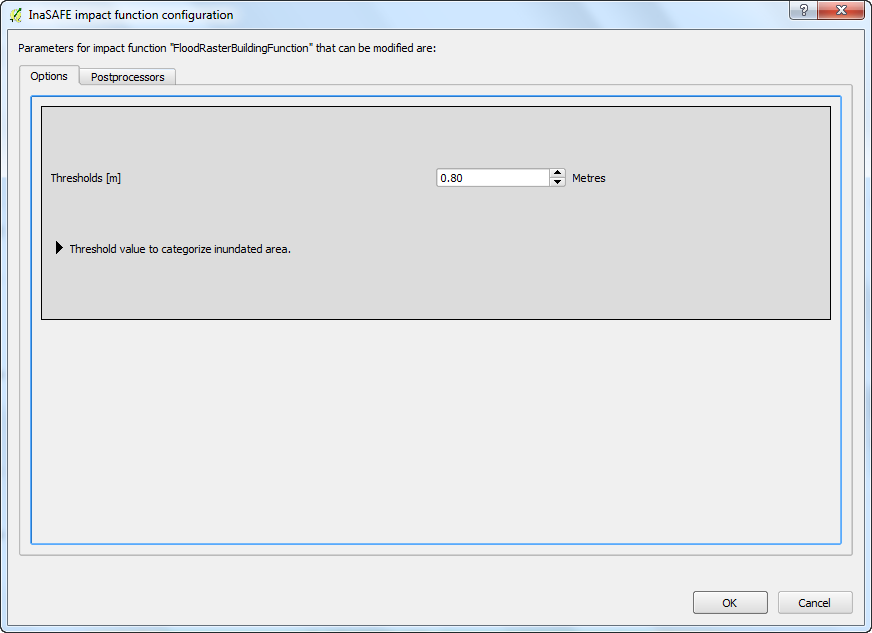 InaSAFE impact function configuration
Parameters for impact function "FloodRasterBuildingFunction" that can be modified are:
Options Postprocessors
Thresholds [m] 0.80 Metres
Threshold value to categorize inundated area.
OK Cancel